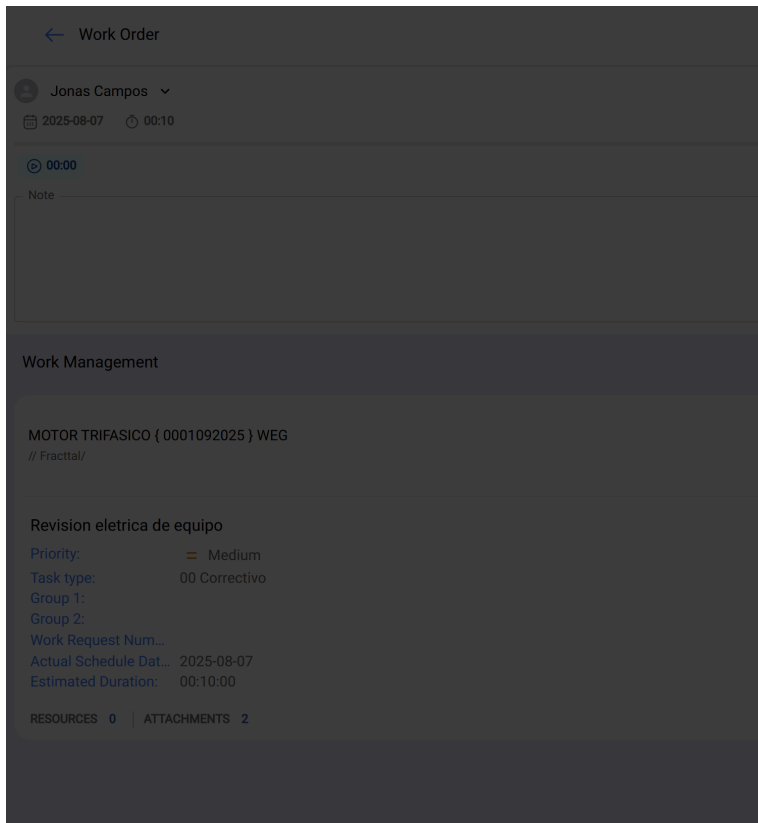 Work Order
Jonas Campos
2025-08-07 00:10
00:00
Note
Work Management
MOTOR TRIFASICO { 0001092025 } WEG
// Fracttal/
Revision eletrica de equipo
Priority: Medium
Task type: 00 Correctivo
Group 1:
Group 2:
Work Request Num...
Actual Schedule Dat... 2025-08-07
Estimated Duration: 00:10:00
RESOURCES 0 | ATTACHMENTS 2